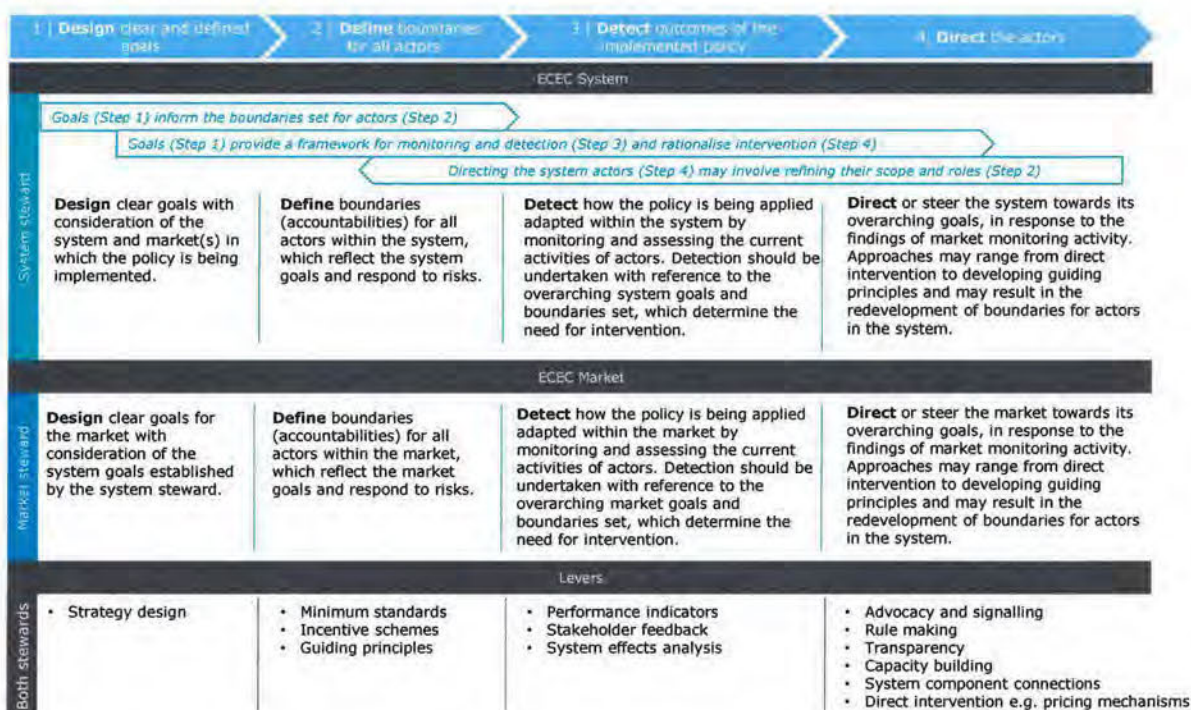 1 | Design clear and defined
goals
2 | Define boundaries
for all actors
3 | Detect outcomes of the
implemented policy
4| Direct the actors
ECEC System
System steward
Goals (Step 1) inform the boundaries set for actors (Step 2)
Goals (Step 1) provide a framework for monitoring and detection (Step 3) and rationalise intervention (Step 4)
Directing the system actors (Step 4) may involve refining their scope and roles (Step 2)
Design clear goals with
consideration of the
system and market(s) in
which the policy is being
implemented.
Define boundaries
(accountabilities) for all
actors within the system,
which reflect the system
goals and respond to risks.
Detect how the policy is being applied
adapted within the system by
monitoring and assessing the current
activities of actors. Detection should be
undertaken with reference to the
overarching system goals and
boundaries set, which determine the
need for intervention.
Direct or steer the system towards its
overarching goals, in response to the
findings of market monitoring activity.
Approaches may range from direct
intervention to developing guiding
principles and may result in the
redevelopment of boundaries for actors
in the system.
ECEC Market
Market steward
Design clear goals for
the market with
consideration of the
system goals established
by the system steward.
Define boundaries
(accountabilities) for all
actors within the market,
which reflect the market
goals and respond to risks.
Detect how the policy is being applied
adapted within the market by
monitoring and assessing the current
activities of actors. Detection should be
undertaken with reference to the
overarching market goals and
boundaries set, which determine the
need for intervention.
Direct or steer the market towards its
overarching goals, in response to the
findings of market monitoring activity.
Approaches may range from direct
intervention to developing guiding
principles and may result in the
redevelopment of boundaries for actors
in the system.
Levers
Both stewards
• Strategy design
• Minimum standards
• Incentive schemes
• Guiding principles
• Performance indicators
• Stakeholder feedback
• System effects analysis
• Advocacy and signalling
• Rule making
• Transparency
• Capacity building
• System component connections
• Direct intervention e.g. pricing mechanisms